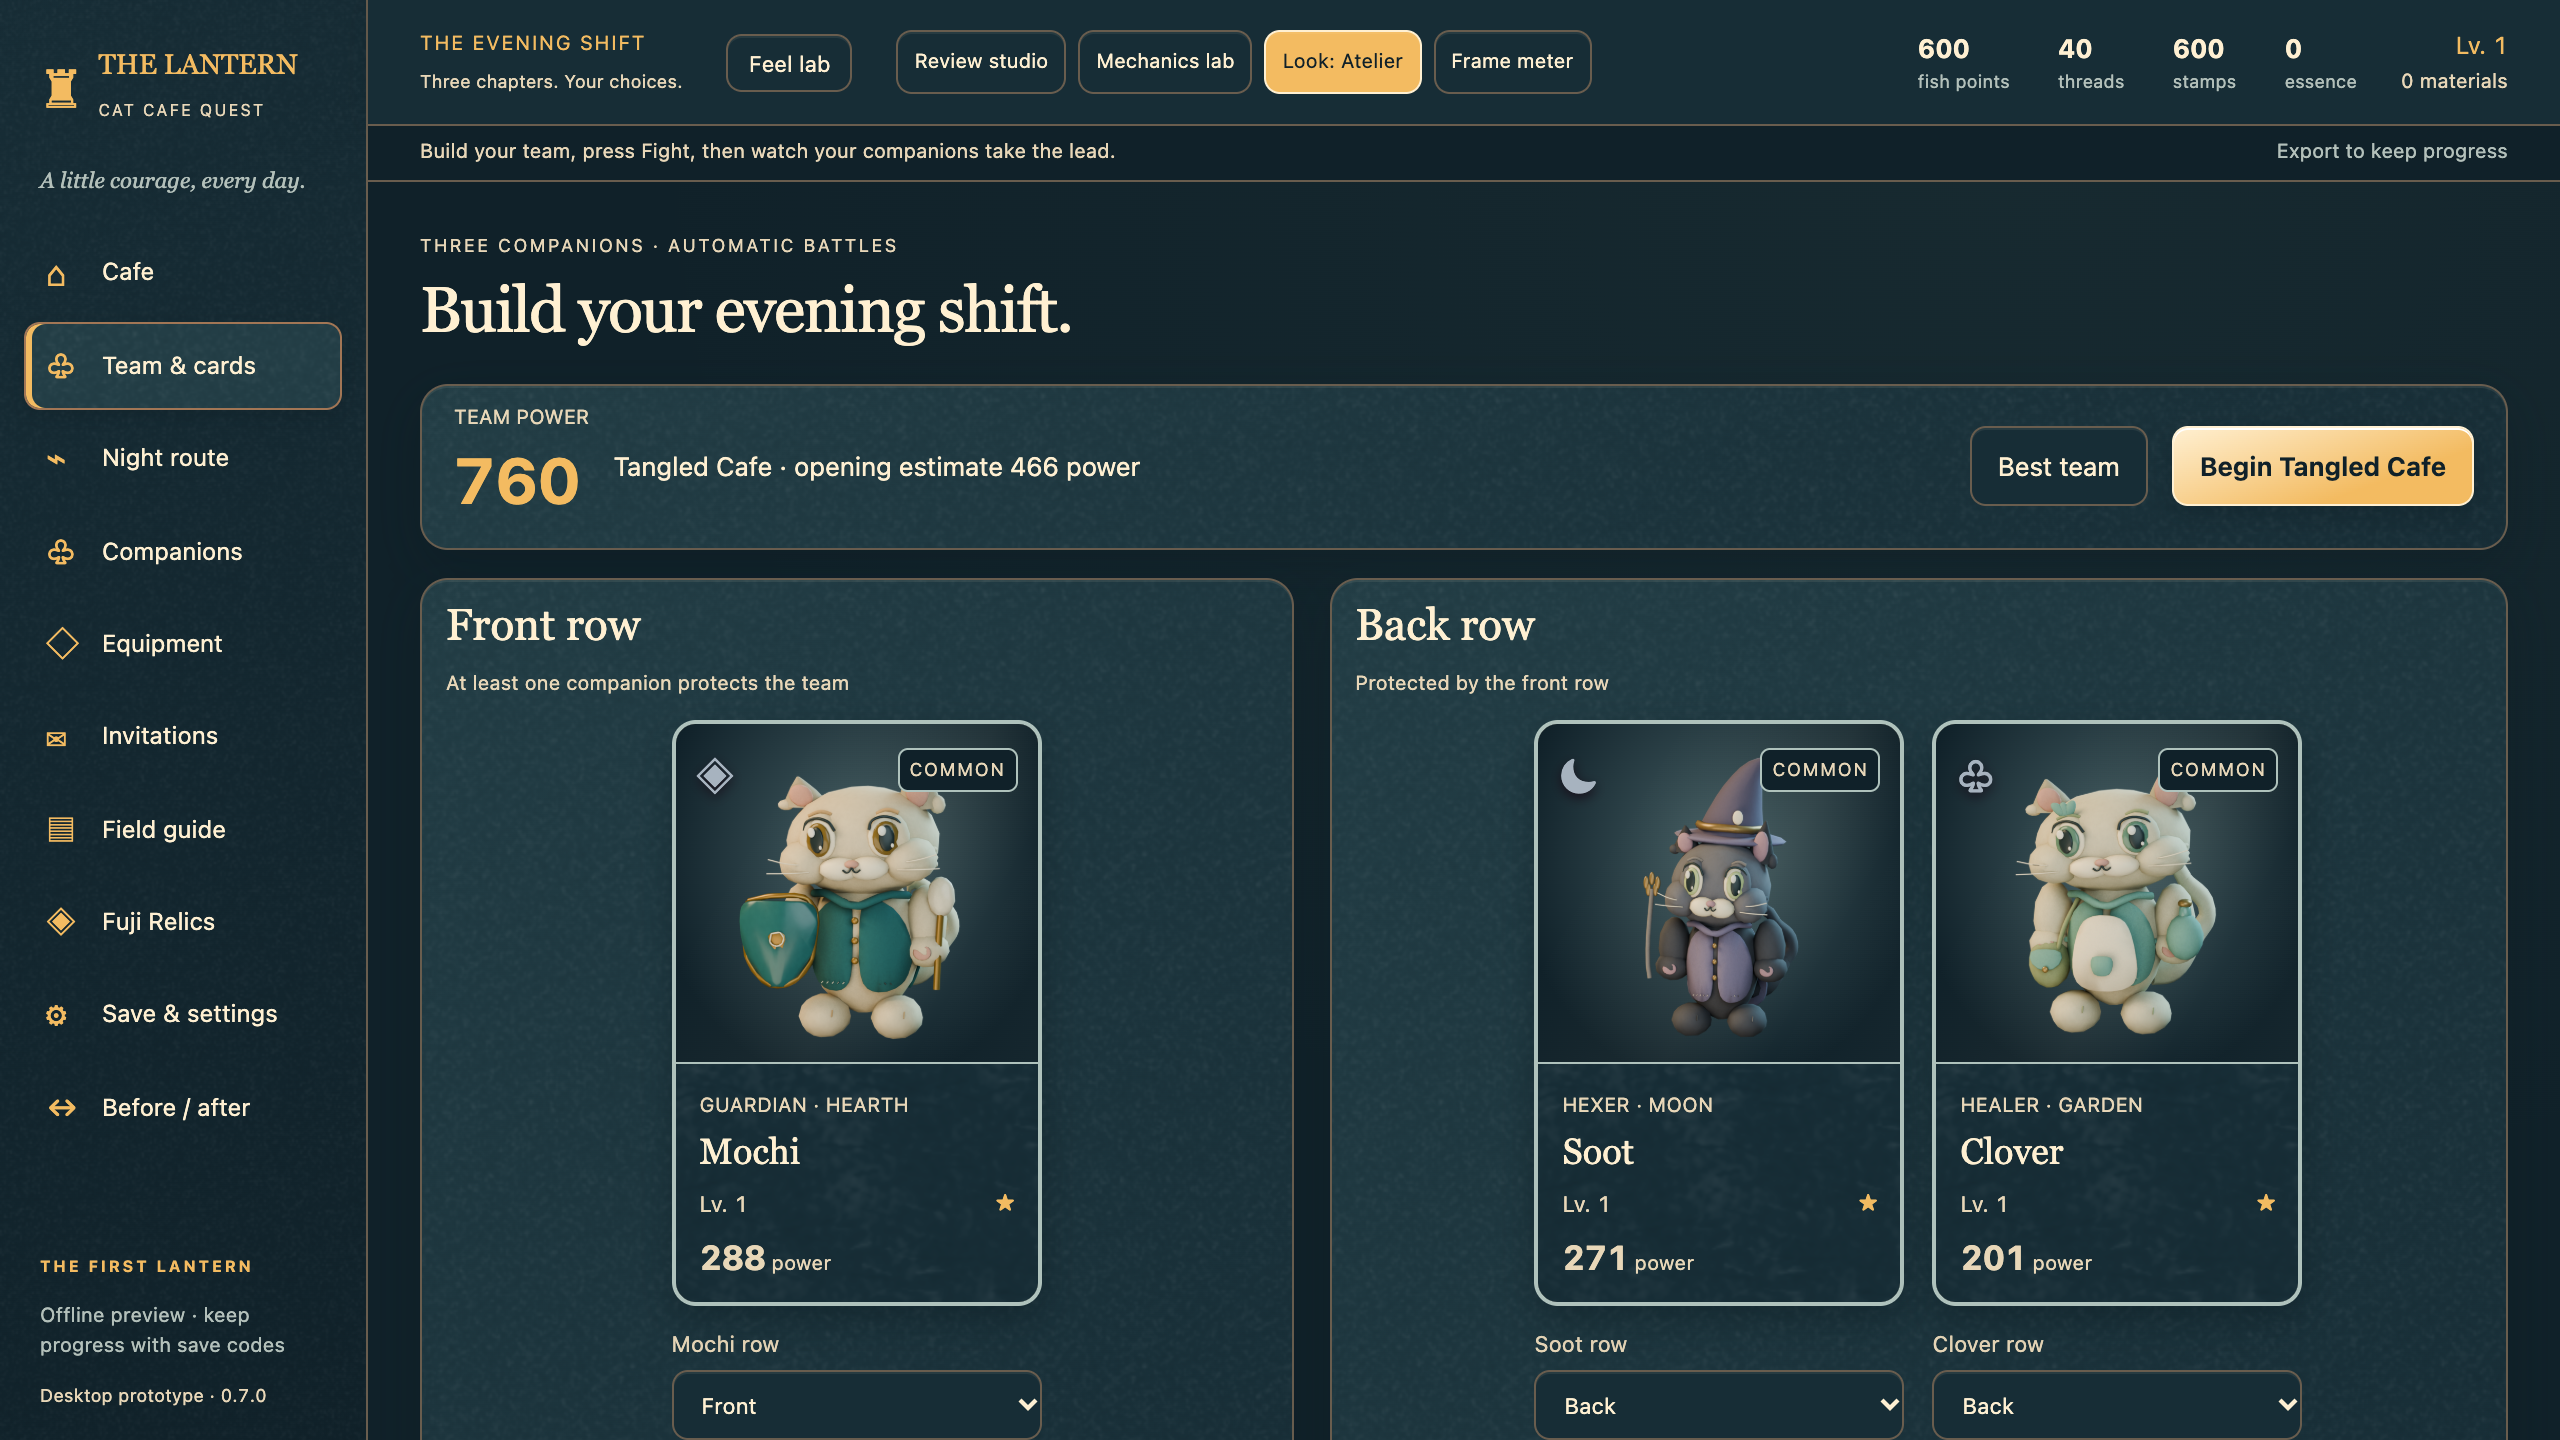 THE LANTERN
CAT CAFE QUEST
A little courage, every day.
Cafe
Team & cards
Night route
Companions
Equipment
Invitations
Field guide
Fuji Relics
Save & settings
Before / after
THE FIRST LANTERN
Offline preview · keep
progress with save codes
Desktop prototype · 0.7.0
THE EVENING SHIFT
Three chapters. Your choices.
Feel lab
Review studio
Mechanics lab
Look: Atelier
Frame meter
600
fish points
40
threads
600
stamps
0
essence
Lv. 1
0 materials
Build your team, press Fight, then watch your companions take the lead.
Export to keep progress
THREE COMPANIONS · AUTOMATIC BATTLES
Build your evening shift.
TEAM POWER
760
Tangled Cafe · opening estimate 466 power
Best team
Begin Tangled Cafe
Front row
At least one companion protects the team
COMMON
GUARDIAN · HEARTH
Mochi
Lv. 1
288 power
Mochi row
Front
Back row
Protected by the front row
COMMON
HEXER · MOON
Soot
Lv. 1
271 power
Soot row
Back
COMMON
HEALER · GARDEN
Clover
Lv. 1
201 power
Clover row
Back